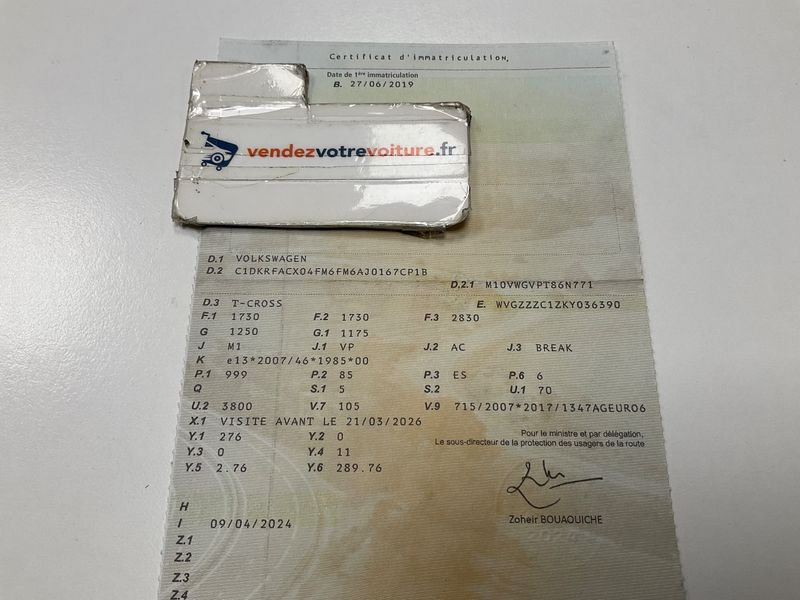 Certificat d'immatriculation,
Date de 1ère immatriculation
B. 27/06/2019
vendezvotrevoiture.fr
D.1 VOLKSWAGEN
D.2 C1DKRFACX04FM6FM6AJ0167CP1B
D.2.1 M10VWGVPT86N771
D.3 T-CROSS E. WVGZZZC1ZKY036390
F.1 1730 F.2 1730 F.3 2830
G 1250 G.1 1175
J M1 J.1 VP J.2 AC J.3 BREAK
K e13*2007/46*1985*00
P.1 999 P.2 85 P.3 ES P.6 6
Q S.1 5 S.2 U.1 70
U.2 3800 V.7 105 V.9 715/2007*2017/1347AGEURO6
X.1 VISITE AVANT LE 21/03/2026
Y.1 276 Y.2 0
Pour le ministre et par délégation,
Le sous-directeur de la protection des usagers de la route
Y.3 0 Y.4 11
Y.5 2.76 Y.6 289.76
H
I 09/04/2024
Zoheir BOUAOUICHE
Z.1
Z.2
Z.3
Z.4